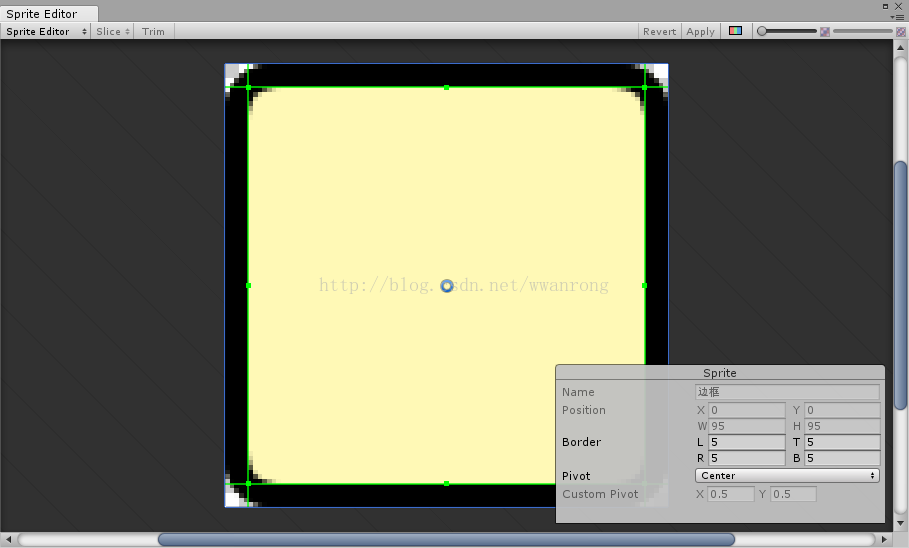 Sprite Editor
Sprite Editor Slice Trim Revert Apply
http://blog.csdn.net/wwanrong
Sprite
Name 边框
Position X 0 Y 0
W 95 H 95
Border L 5 T 5
R 5 B 5
Pivot Center
Custom Pivot X 0.5 Y 0.5